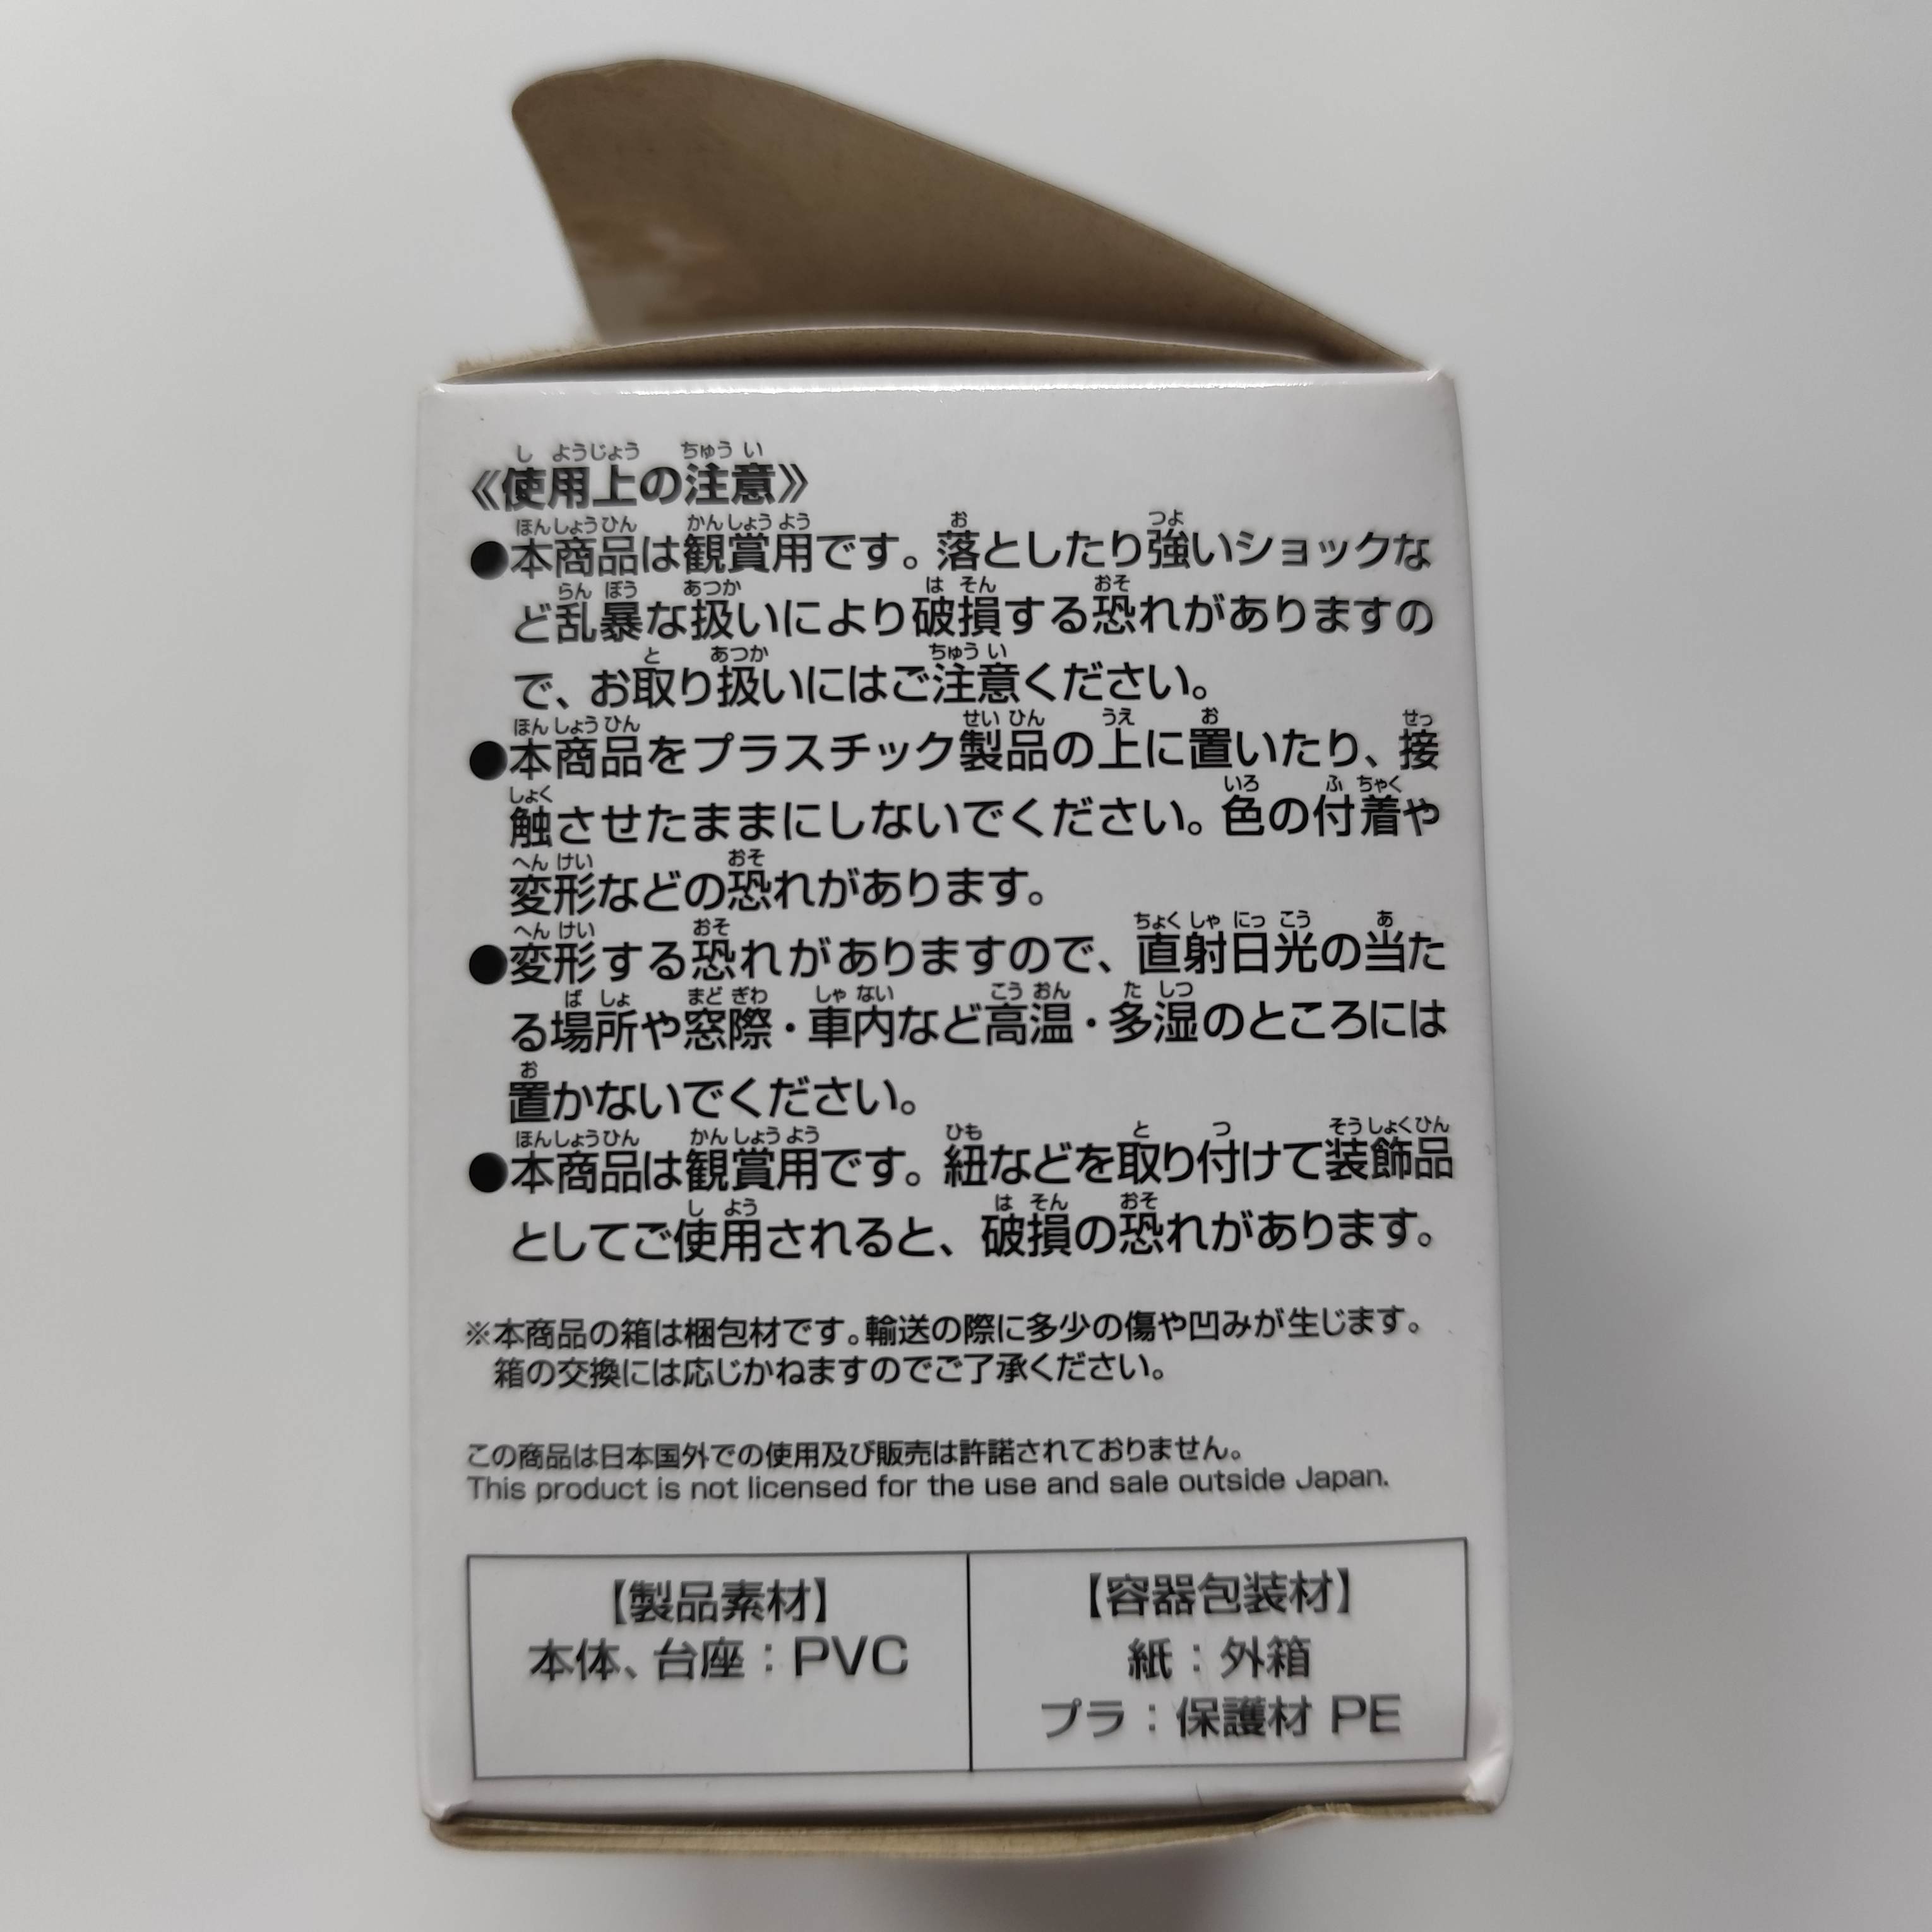 《使用上の注意》
●本商品は観賞用です。落としたり強いショックな
ど乱暴な扱いにより破損する恐れがありますの
で、お取り扱いにはご注意ください。
●本商品をプラスチック製品の上に置いたり、接
触させたままにしないでください。色の付着や
変形などの恐れがあります。
●変形する恐れがありますので、直射日光の当た
る場所や窓際・車内など高温・多湿のところには
置かないでください。
●本商品は観賞用です。紐などを取り付けて装飾品
としてご使用されると、破損の恐れがあります。
※本商品の箱は梱包材です。輸送の際に多少の傷や凹みが生じます。
箱の交換には応じかねますのでご了承ください。
この商品は日本国外での使用及び販売は許諾されておりません。
This product is not licensed for the use and sale outside Japan.
【製品素材】
本体、台座：PVC
【容器包装材】
紙：外箱
プラ：保護材 PE